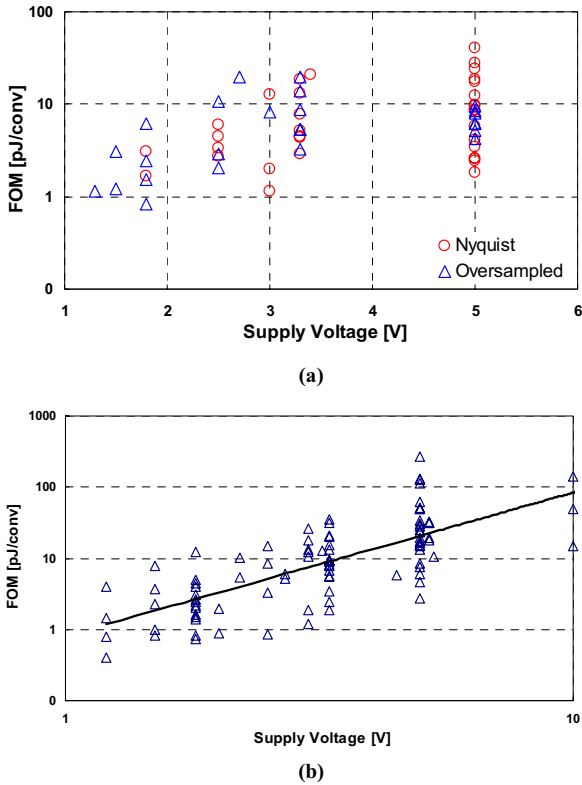 100
10
1
0
FOM [pJ/conv]
Nyquist
Oversampled
1 2 3 4 5 6
Supply Voltage [V]
(a)
1000
100
10
1
0
FOM [pJ/conv]
1 10
Supply Voltage [V]
(b)